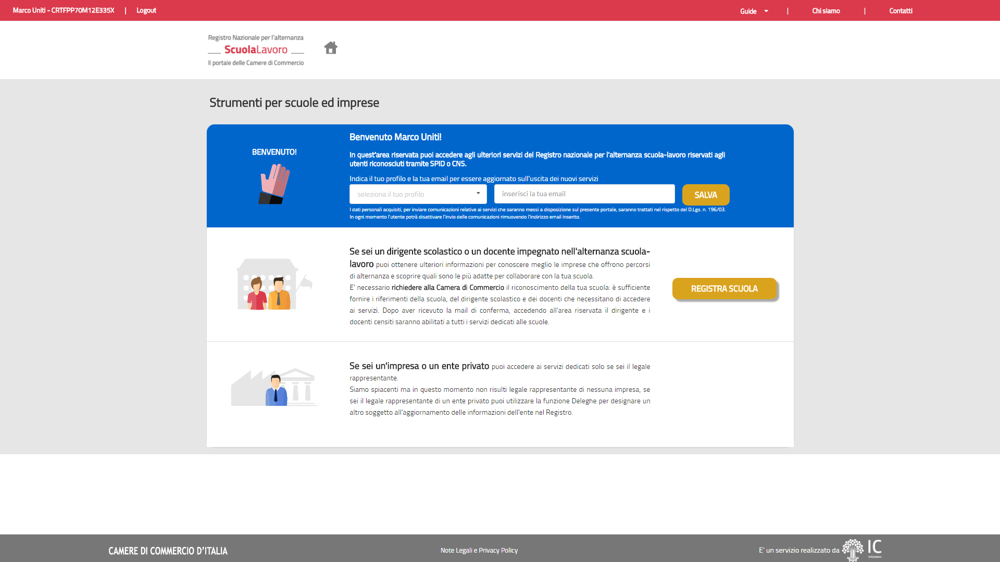 Marco Uniti - CRTFPP70M12E335X | Logout
Guide | Chi siamo | Contatti
Registro Nazionale per l'alternanza
ScuolaLavoro
Il portale delle Camere di Commercio
Strumenti per scuole ed imprese
BENVENUTO!
Benvenuto Marco Uniti!
In quest'area riservata puoi accedere agli ulteriori servizi del Registro nazionale per l'alternanza scuola-lavoro riservati agli
utenti riconosciuti tramite SPID o CNS.
Indica il tuo profilo e la tua email per essere aggiornato sull'uscita dei nuovi servizi
seleziona il tuo profilo
inserisci la tua email
SALVA
I dati personali acquisiti, per inviare comunicazioni relative ai servizi che saranno messi a disposizione sul presente portale, saranno trattati nel rispetto del D.Lgs. n. 196/03.
In ogni momento l'utente potrà disattivare l'invio delle comunicazioni rimuovendo l'indirizzo email inserito.
Se sei un dirigente scolastico o un docente impegnato nell'alternanza scuola-
lavoro puoi ottenere ulteriori informazioni per conoscere meglio le imprese che offrono percorsi
di alternanza e scoprire quali sono le più adatte per collaborare con la tua scuola.
E' necessario richiedere alla Camera di Commercio il riconoscimento della tua scuola: è sufficiente
fornire i riferimenti della scuola, del dirigente scolastico e dei docenti che necessitano di accedere
ai servizi. Dopo aver ricevuto la mail di conferma, accedendo all'area riservata il dirigente e i
docenti censiti saranno abilitati a tutti i servizi dedicati alle scuole.
REGISTRA SCUOLA
Se sei un'impresa o un ente privato puoi accedere ai servizi dedicati solo se sei il legale
rappresentante.
Siamo spiacenti ma in questo momento non risulti legale rappresentante di nessuna impresa, se
sei il legale rappresentante di un ente privato puoi utilizzare la funzione Deleghe per designare un
altro soggetto all'aggiornamento delle informazioni dell'ente nel Registro.
CAMERE DI COMMERCIO D'ITALIA
Note Legali e Privacy Policy
E' un servizio realizzato da
IC
InfoCamere